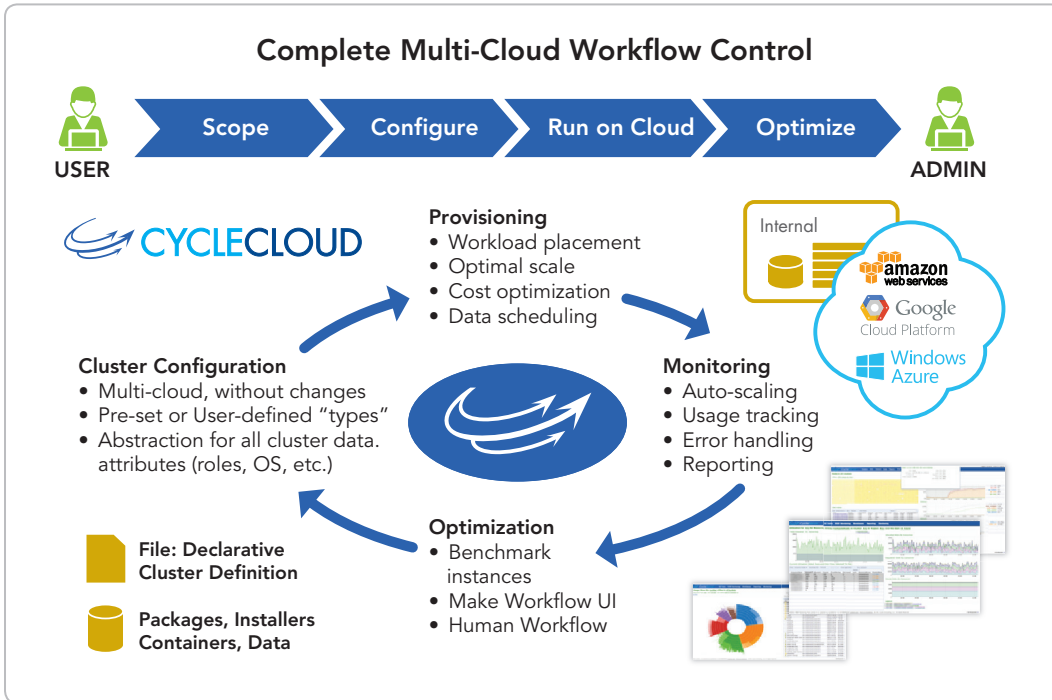 Complete Multi-Cloud Workflow Control
Scope
Configure
Run on Cloud
Optimize
USER
ADMIN
CYCLECLOUD
Provisioning
• Workload placement
• Optimal scale
• Cost optimization
• Data scheduling
Internal
amazon
web services
Google
Cloud Platform
Windows
Azure
Cluster Configuration
• Multi-cloud, without changes
• Pre-set or User-defined “types”
• Abstraction for all cluster data.
attributes (roles, OS, etc.)
Monitoring
• Auto-scaling
• Usage tracking
• Error handling
• Reporting
Optimization
• Benchmark
instances
• Make Workflow UI
• Human Workflow
File: Declarative
Cluster Definition
Packages, Installers
Containers, Data